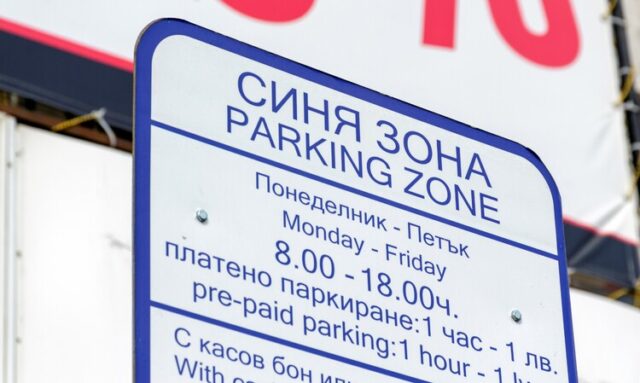 СИНЯ ЗОНА
PARKING ZONE
Понеделник - Петък
Monday - Friday
8.00 - 18.00ч.
платено паркиране:1 час - 1 лв.
pre-paid parking:1 hour - 1
С касов бон или
With